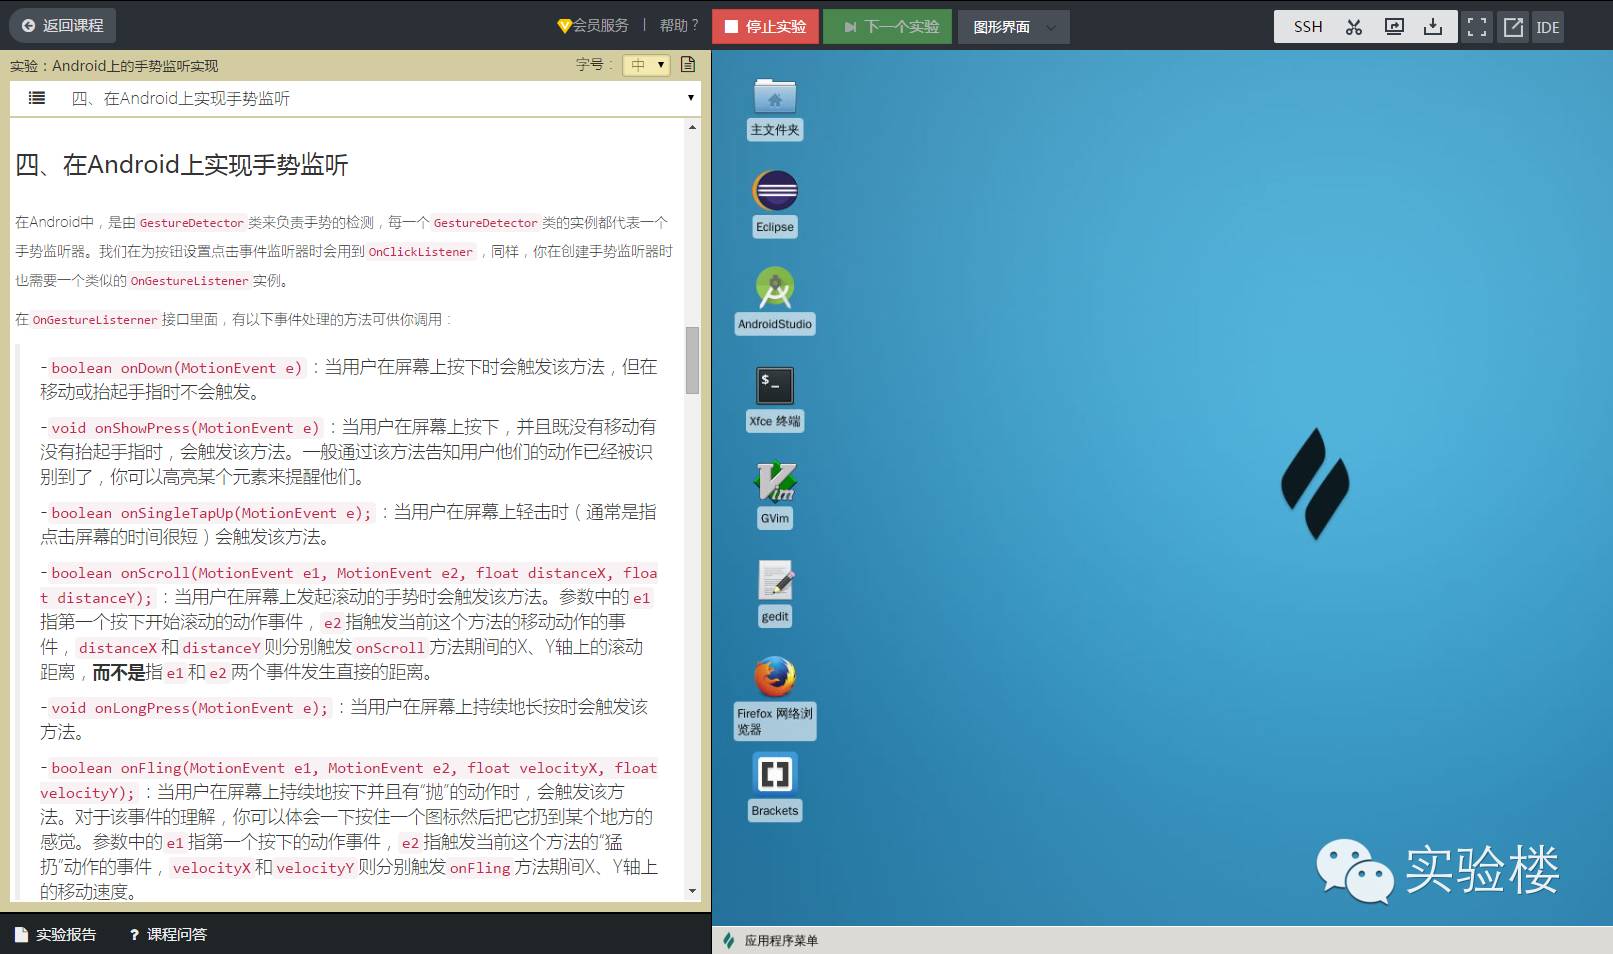 返回课程
会员服务 | 帮助 ?
停止实验
下一个实验
图形界面
SSH
IDE
实验：Android上的手势监听实现
字号： 中
四、在Android上实现手势监听
四、在Android上实现手势监听
在Android中，是由 GestureDetector 类来负责手势的检测，每一个 GestureDetector 类的实例都代表一个
手势监听器。我们在为按钮设置点击事件监听器时会用到 OnClickListener ，同样，你在创建手势监听器时
也需要一个类似的 OnGestureListener 实例。
在 OnGestureListerner 接口里面，有以下事件处理的方法可供你调用：
- boolean onDown(MotionEvent e) ：当用户在屏幕上按下时会触发该方法，但在
移动或抬起手指时不会触发。
- void onShowPress(MotionEvent e) ：当用户在屏幕上按下，并且既没有移动有
没有抬起手指时，会触发该方法。一般通过该方法告知用户他们的动作已经被识
别到了，你可以高亮某个元素来提醒他们。
- boolean onSingleTapUp(MotionEvent e); ：当用户在屏幕上轻击时（通常是指
点击屏幕的时间很短）会触发该方法。
- boolean onScroll(MotionEvent e1, MotionEvent e2, float distanceX, floa
t distanceY); ：当用户在屏幕上发起滚动的手势时会触发该方法。参数中的 e1
指第一个按下开始滚动的动作事件， e2 指触发当前这个方法的移动动作的事
件， distanceX 和 distanceY 则分别触发 onScroll 方法期间的X、Y轴上的滚动
距离，而不是指 e1 和 e2 两个事件发生直接的距离。
- void onLongPress(MotionEvent e); ：当用户在屏幕上持续地长按时会触发该
方法。
- boolean onFling(MotionEvent e1, MotionEvent e2, float velocityX, float
velocityY); ：当用户在屏幕上持续地按下并且有“抛”的动作时，会触发该方
法。对于该事件的理解，你可以体会一下按住一个图标然后把它扔到某个地方的
感觉。参数中的 e1 指第一个按下的动作事件， e2 指触发当前这个方法的“猛
扔”动作的事件， velocityX 和 velocityY 则分别触发 onFling 方法期间X、Y轴上
的移动速度。
实验报告
? 课程问答
主文件夹
Eclipse
AndroidStudio
$_
Xfce 终端
Vim
GVim
gedit
Firefox 网络浏
览器
Brackets
实验楼
应用程序菜单